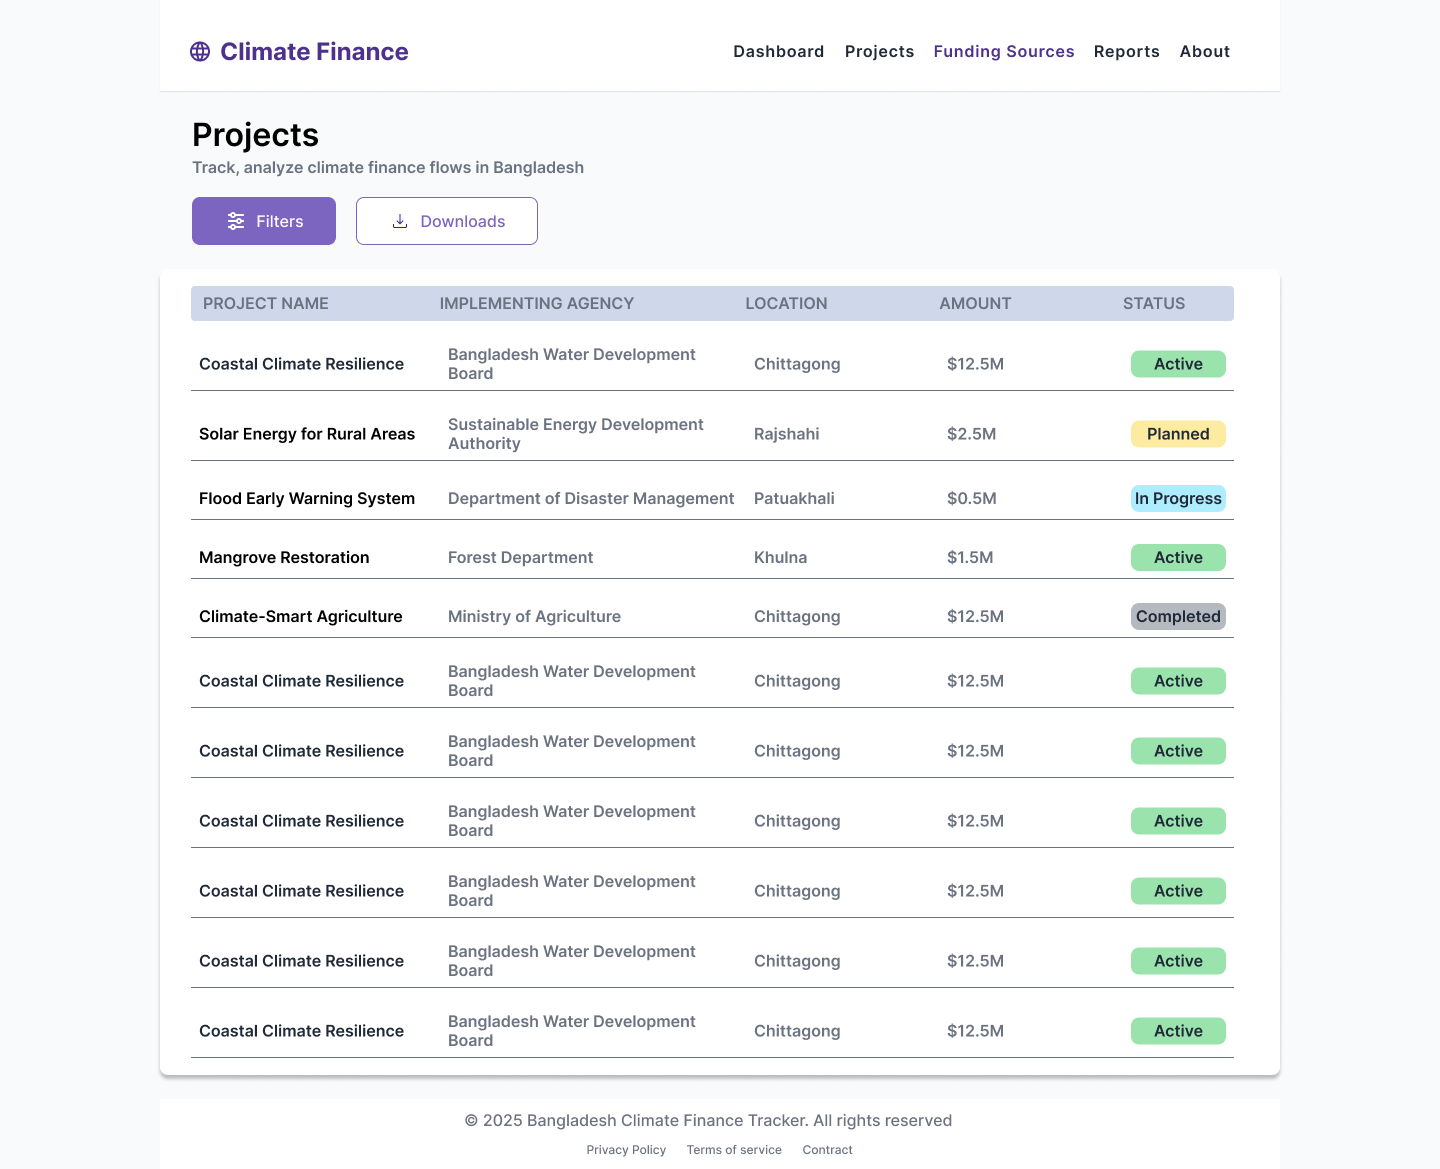 Climate Finance
Dashboard Projects Funding Sources Reports About
Projects
Track, analyze climate finance flows in Bangladesh
Filters Downloads
PROJECT NAME IMPLEMENTING AGENCY LOCATION AMOUNT STATUS
Coastal Climate Resilience Bangladesh Water Development Board Chittagong $12.5M Active
Solar Energy for Rural Areas Sustainable Energy Development Authority Rajshahi $2.5M Planned
Flood Early Warning System Department of Disaster Management Patuakhali $0.5M In Progress
Mangrove Restoration Forest Department Khulna $1.5M Active
Climate-Smart Agriculture Ministry of Agriculture Chittagong $12.5M Completed
Coastal Climate Resilience Bangladesh Water Development Board Chittagong $12.5M Active
Coastal Climate Resilience Bangladesh Water Development Board Chittagong $12.5M Active
Coastal Climate Resilience Bangladesh Water Development Board Chittagong $12.5M Active
Coastal Climate Resilience Bangladesh Water Development Board Chittagong $12.5M Active
Coastal Climate Resilience Bangladesh Water Development Board Chittagong $12.5M Active
Coastal Climate Resilience Bangladesh Water Development Board Chittagong $12.5M Active
© 2025 Bangladesh Climate Finance Tracker. All rights reserved
Privacy Policy Terms of service Contract